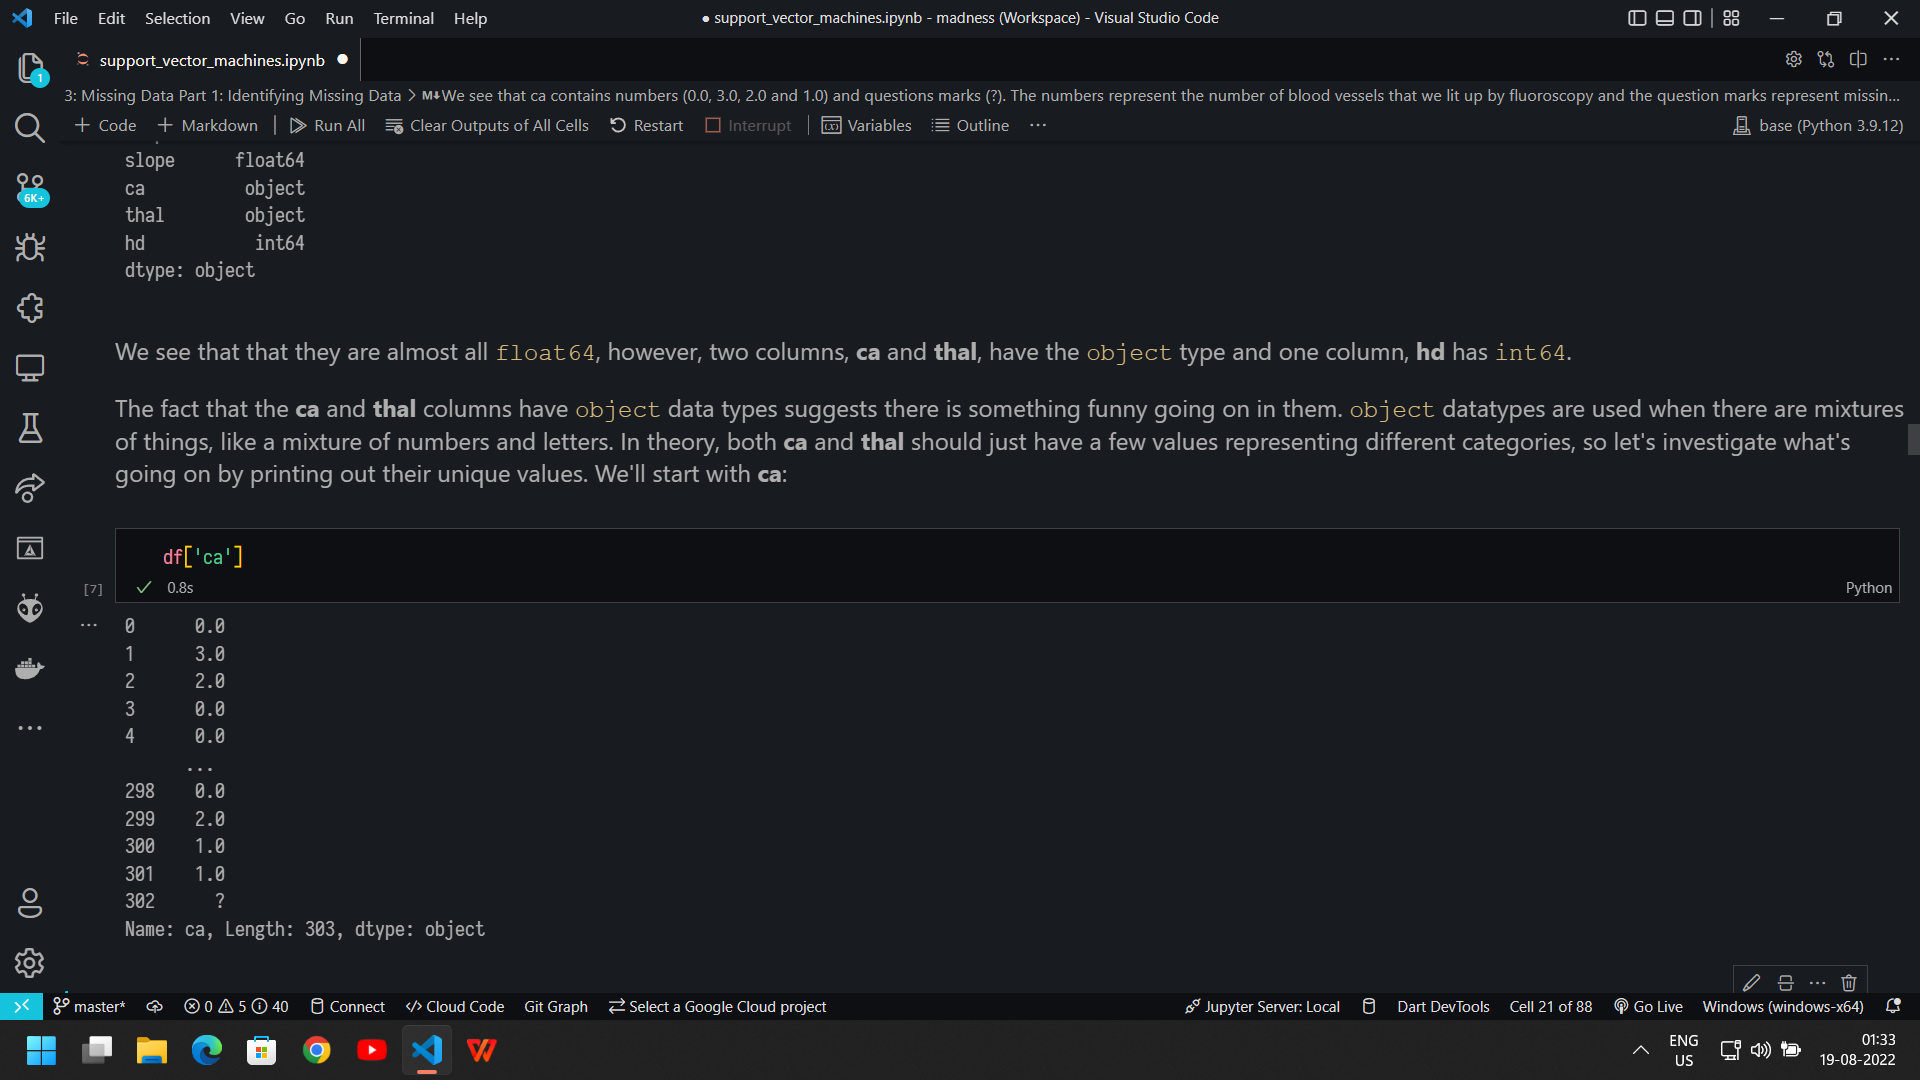 File Edit Selection View Go Run Terminal Help
● support_vector_machines.ipynb - madness (Workspace) - Visual Studio Code
support_vector_machines.ipynb
3: Missing Data Part 1: Identifying Missing Data > M↓We see that ca contains numbers (0.0, 3.0, 2.0 and 1.0) and questions marks (?). The numbers represent the number of blood vessels that we lit up by fluoroscopy and the question marks represent missin...
+ Code + Markdown Run All Clear Outputs of All Cells Restart Interrupt Variables Outline ... base (Python 3.9.12)
slope float64
ca object
thal object
hd int64
dtype: object
We see that that they are almost all float64, however, two columns, ca and thal, have the object type and one column, hd has int64.
The fact that the ca and thal columns have object data types suggests there is something funny going on in them. object datatypes are used when there are mixtures
of things, like a mixture of numbers and letters. In theory, both ca and thal should just have a few values representing different categories, so let's investigate what's
going on by printing out their unique values. We'll start with ca:
df['ca']
[7] 0.8s Python
0 0.0
1 3.0
2 2.0
3 0.0
4 0.0
...
298 0.0
299 2.0
300 1.0
301 1.0
302 ?
Name: ca, Length: 303, dtype: object
1
6K+
master* 0 5 40 Connect </> Cloud Code Git Graph Select a Google Cloud project Jupyter Server: Local Dart DevTools Cell 21 of 88 Go Live Windows (windows-x64)
ENG
US
01:33
19-08-2022